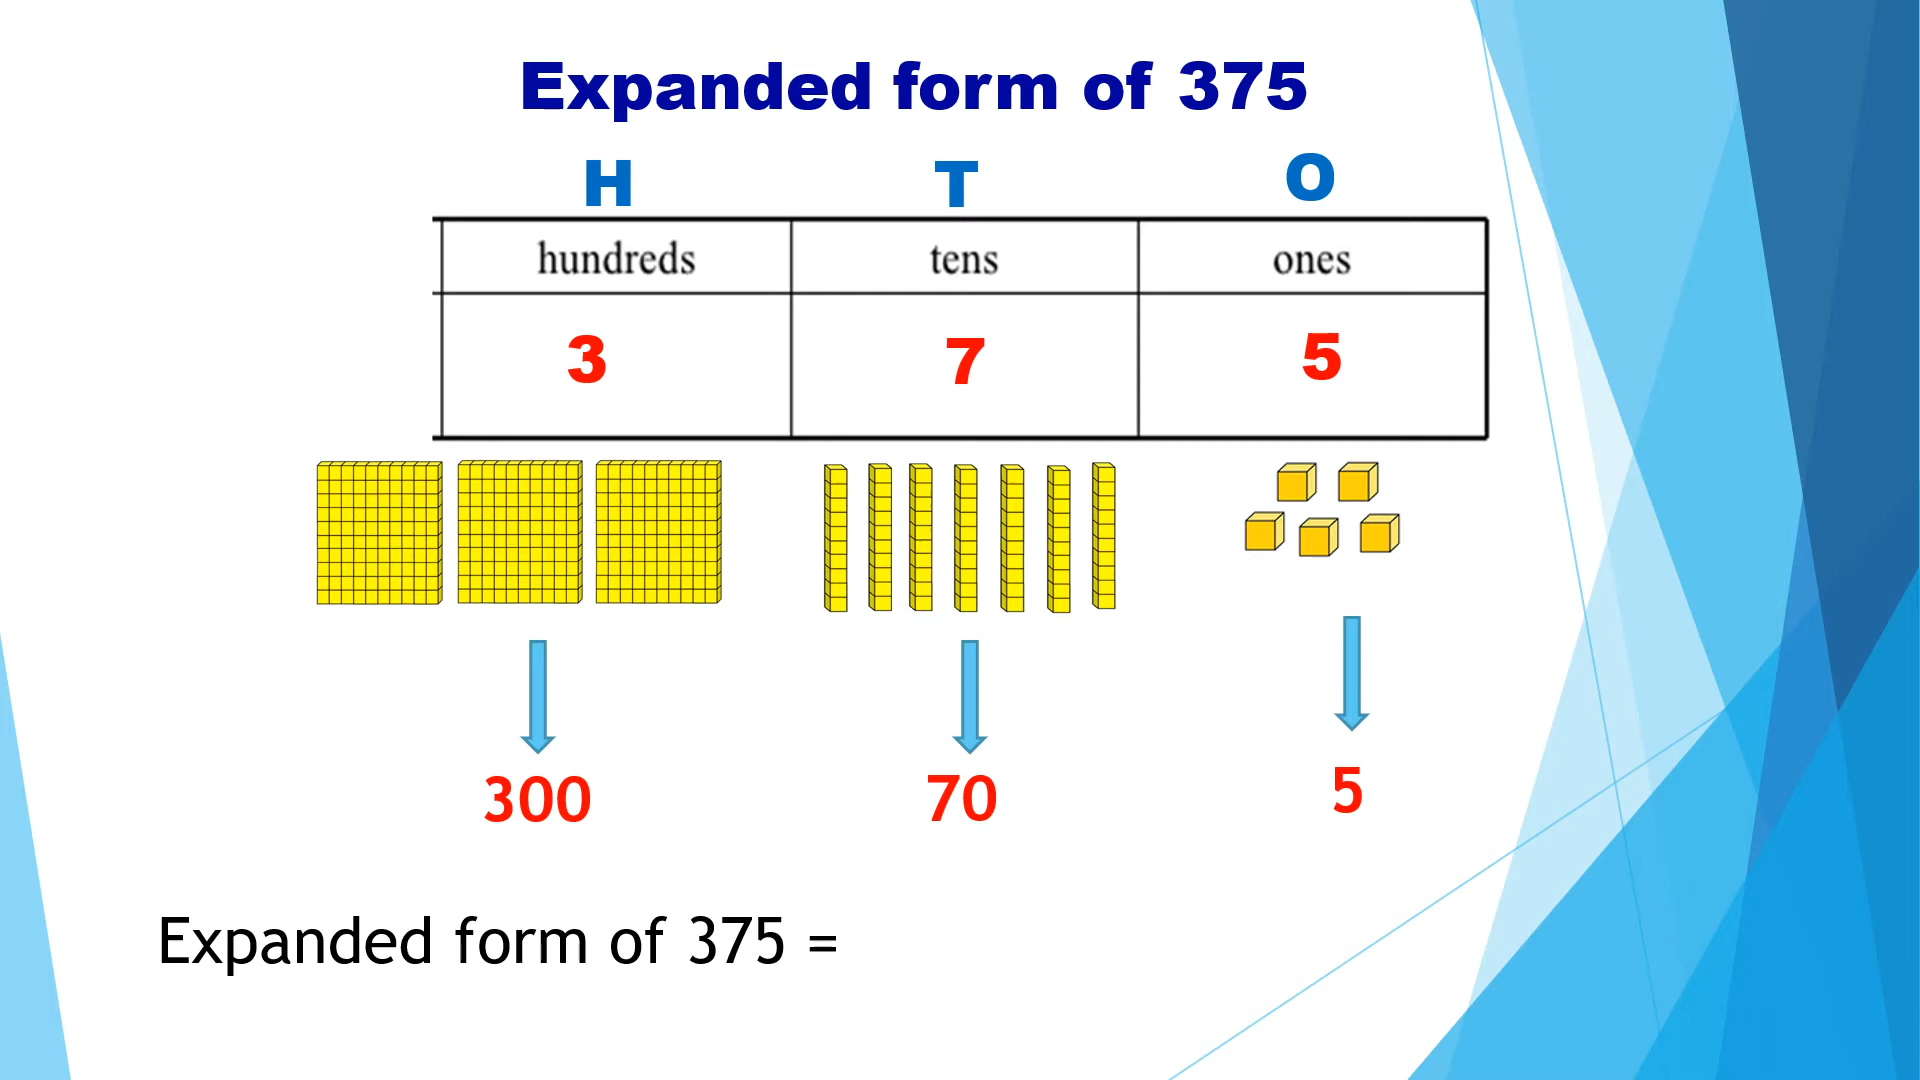 Expanded form of 375
H T O
hundreds tens ones
3 7 5
300 70 5
Expanded form of 375 =